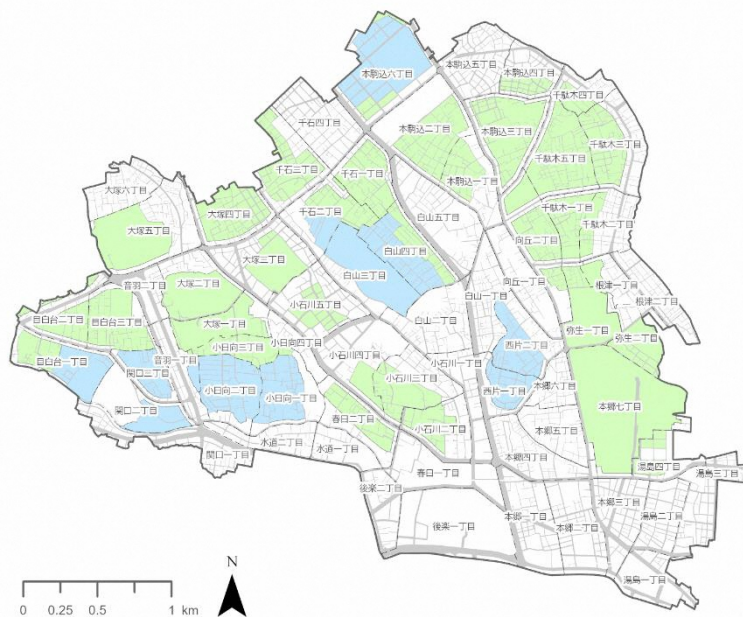 本駒込六丁目
本駒込五丁目
本駒込四丁目
千駄木四丁目
千石四丁目
本駒込二丁目
本駒込三丁目
千駄木三丁目
千駄木五丁目
千石三丁目
千石一丁目
本駒込一丁目
大塚六丁目
千石二丁目
千駄木一丁目
大塚四丁目
白山五丁目
千駄木二丁目
大塚五丁目
向丘二丁目
白山四丁目
大塚三丁目
白山三丁目
音羽二丁目
大塚二丁目
向丘一丁目
根津一丁目
白山一丁目
根津二丁目
小石川五丁目
目白台二丁目
目白台三丁目
大塚一丁目
白山二丁目
弥生一丁目
弥生二丁目
小日向四丁目
小日向三丁目
西片二丁目
小石川四丁目
目白台一丁目
音羽一丁目
小石川一丁目
関口三丁目
小石川三丁目
本郷六丁目
小日向二丁目
西片一丁目
小日向一丁目
本郷七丁目
関口二丁目
春日二丁目
小石川二丁目
本郷五丁目
水道二丁目
水道一丁目
関口一丁目
本郷四丁目
湯島四丁目
湯島三丁目
春日一丁目
後楽二丁目
本郷三丁目
湯島二丁目
後楽一丁目
本郷一丁目
本郷二丁目
湯島一丁目
N
0 0.25 0.5 1 km